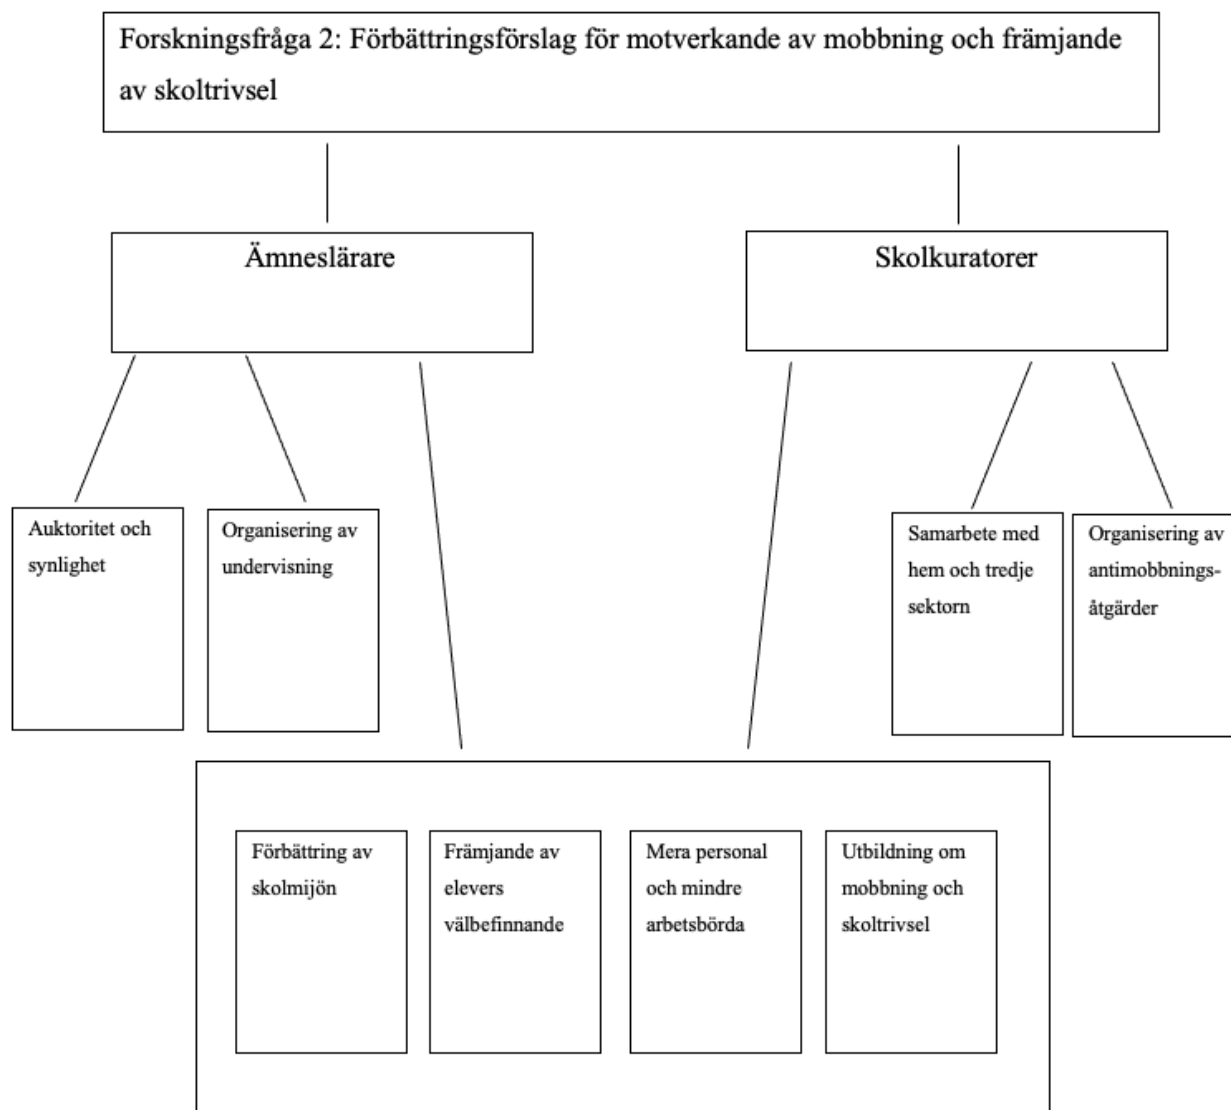 Forskningsfråga 2: Förbättringsförslag för motverkande av mobbning och främjande
av skoltrivsel
Ämneslärare
Skolkuratorer
Auktoritet och
synlighet
Organisering av
undervisning
Samarbete med
hem och tredje
sektorn
Organisering av
antimobbnings-
åtgärder
Förbättring av
skolmijön
Främjande av
elevers
välbefinnande
Mera personal
och mindre
arbetsbörda
Utbildning om
mobbning och
skoltrivsel